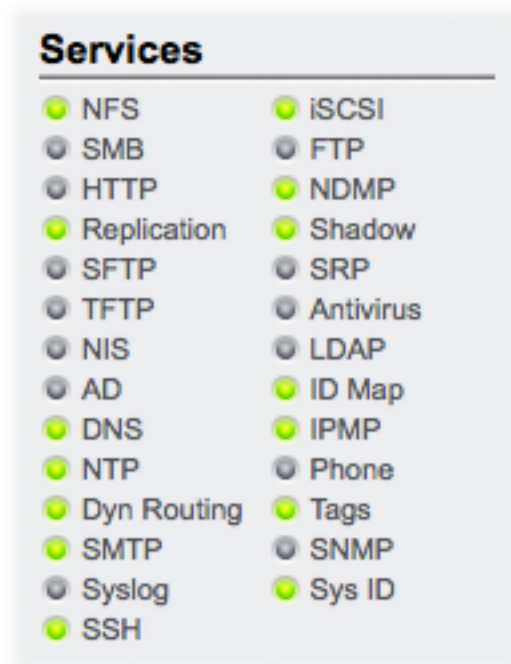 Services
NFS iSCSI
SMB FTP
HTTP NDMP
Replication Shadow
SFTP SRP
TFTP Antivirus
NIS LDAP
AD ID Map
DNS IPMP
NTP Phone
Dyn Routing Tags
SMTP SNMP
Syslog Sys ID
SSH